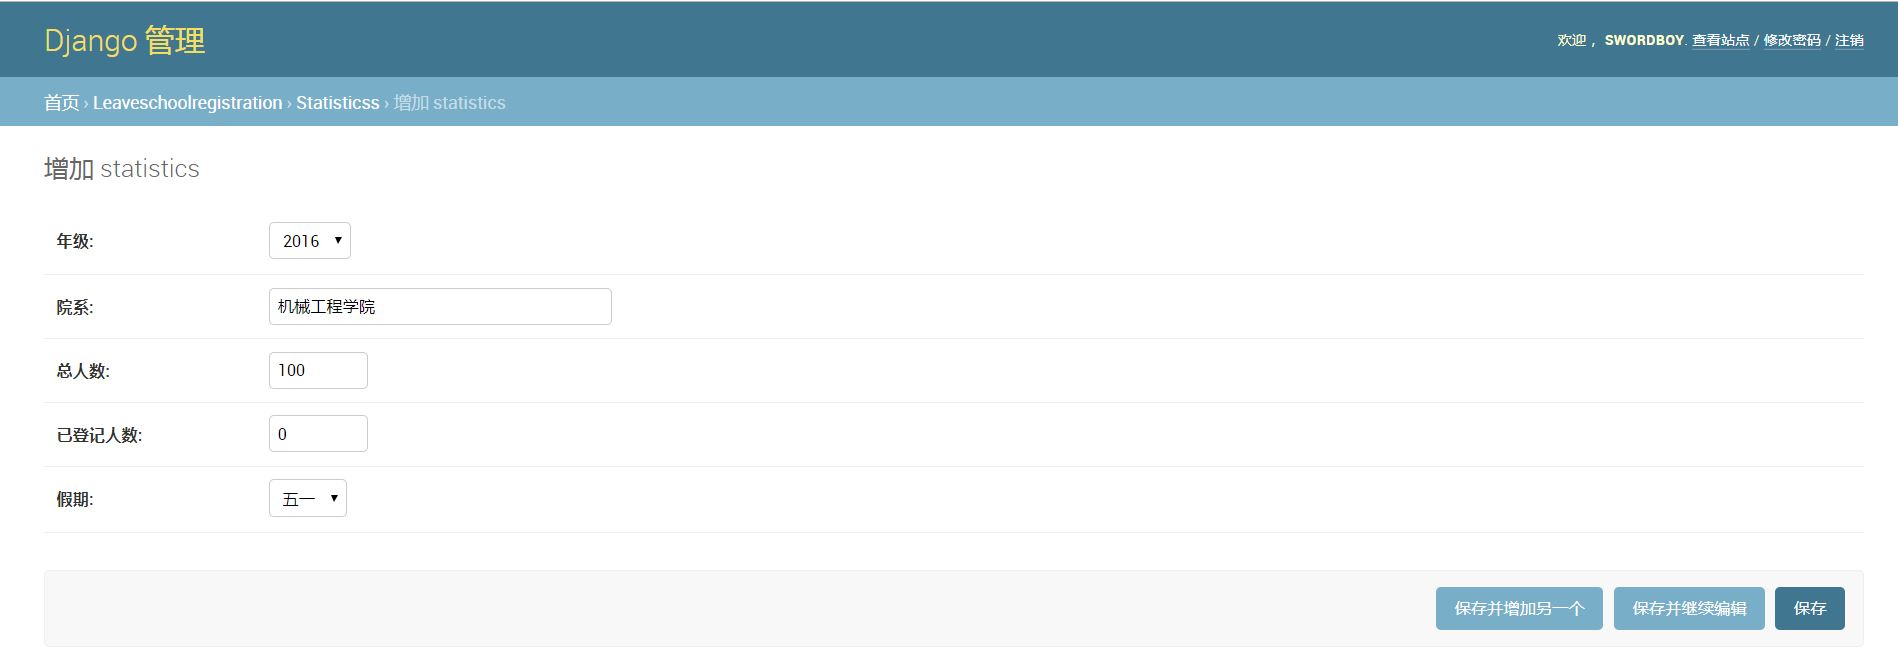 Django 管理
欢迎， SWORDBOY. 查看站点 / 修改密码 / 注销
首页 › Leaveschoolregistration › Statisticss › 增加 statistics
增加 statistics
年级: 2016
院系: 机械工程学院
总人数: 100
已登记人数: 0
假期: 五一
保存并增加另一个 保存并继续编辑 保存